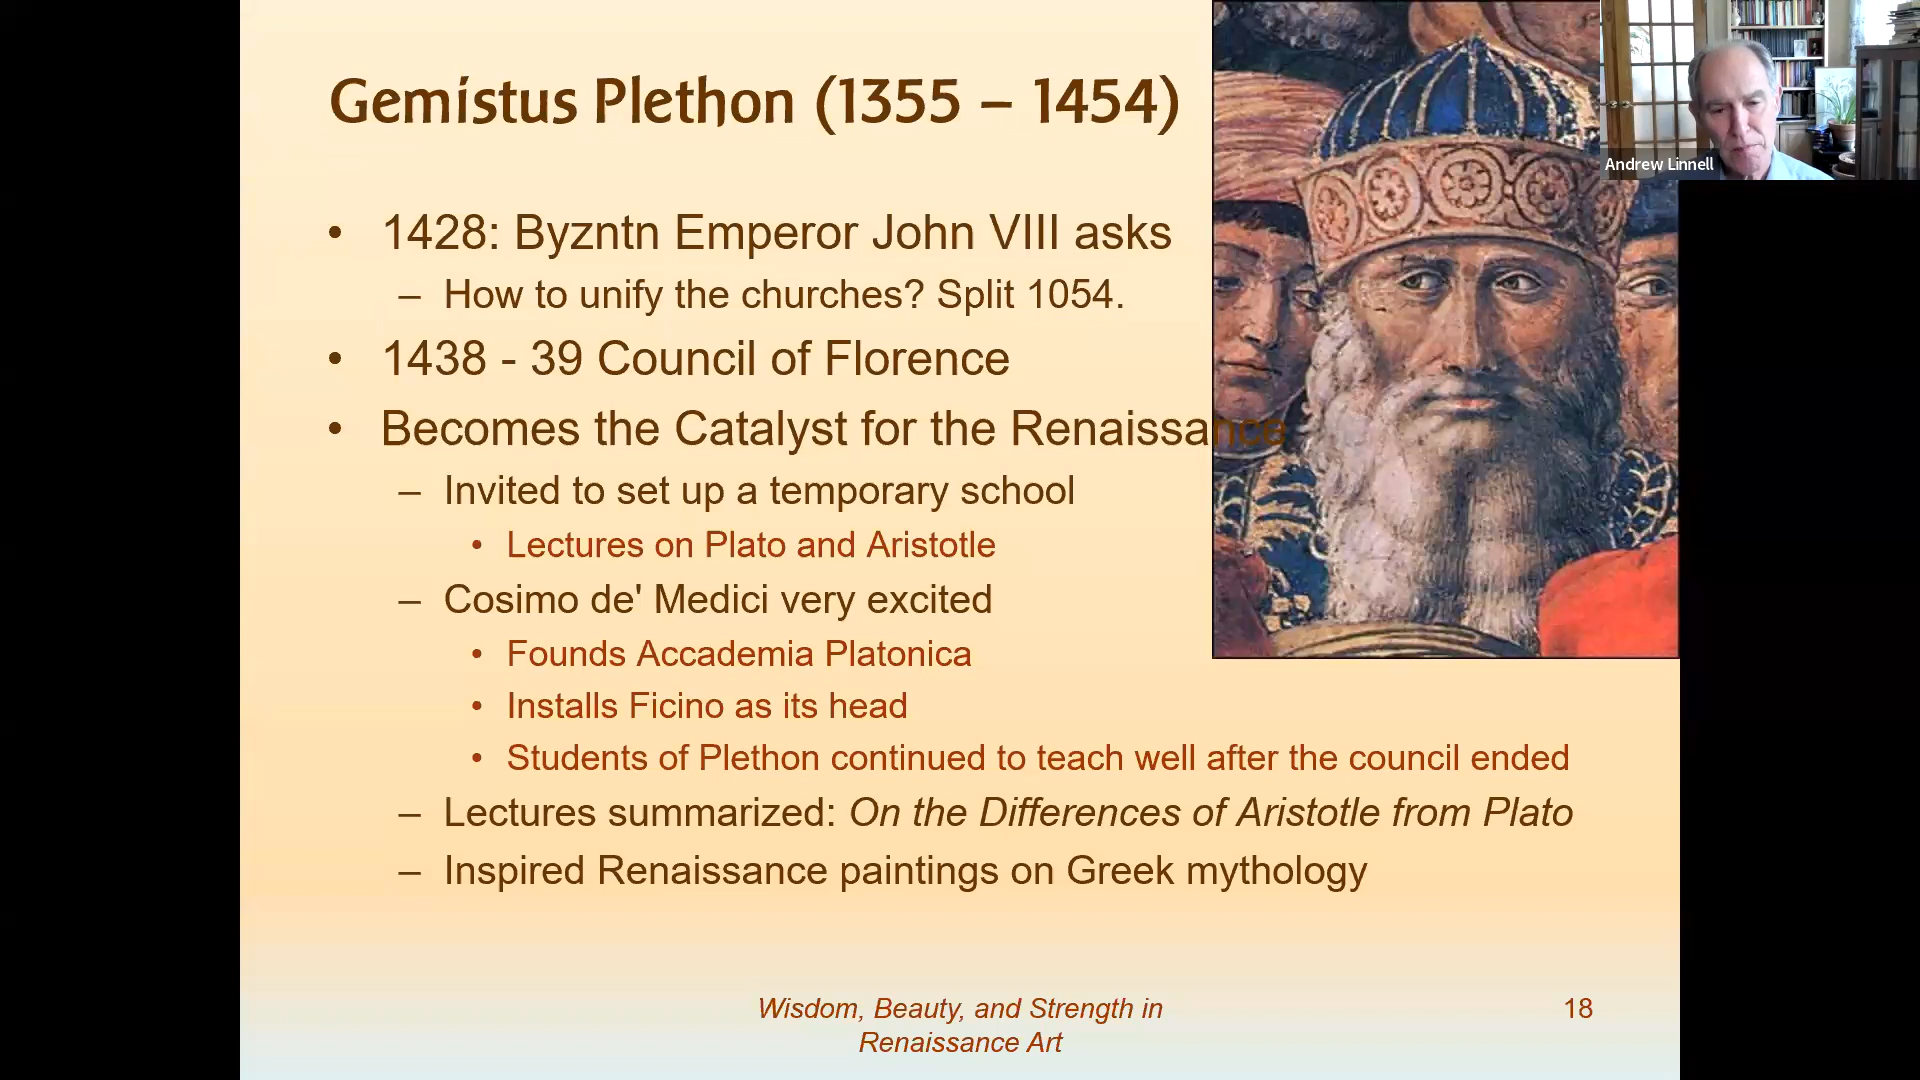 Gemistus Plethon (1355 – 1454)
Andrew Linnell
• 1428: Byzntn Emperor John VIII asks
– How to unify the churches? Split 1054.
• 1438 - 39 Council of Florence
• Becomes the Catalyst for the Renaissance
– Invited to set up a temporary school
• Lectures on Plato and Aristotle
– Cosimo de' Medici very excited
• Founds Accademia Platonica
• Installs Ficino as its head
• Students of Plethon continued to teach well after the council ended
– Lectures summarized: On the Differences of Aristotle from Plato
– Inspired Renaissance paintings on Greek mythology
Wisdom, Beauty, and Strength in
Renaissance Art
18